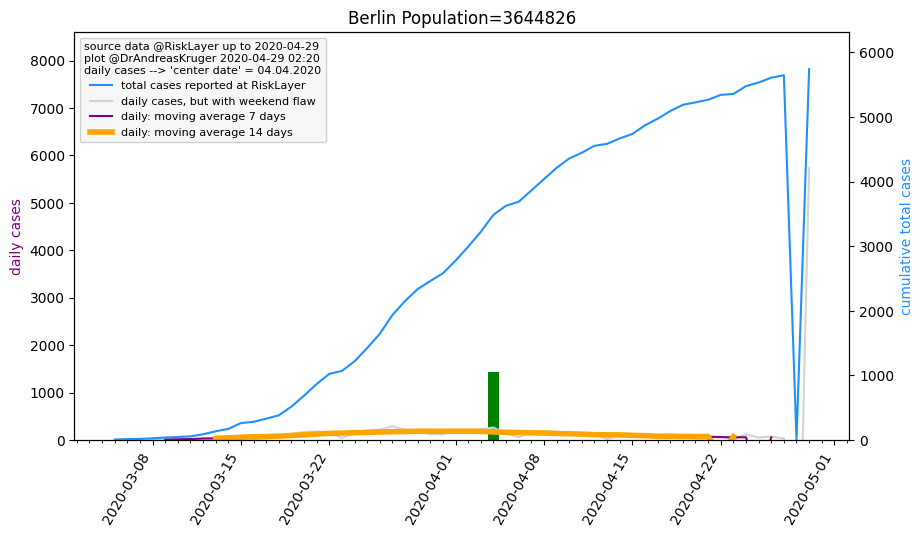 Berlin Population=3644826
source data @RiskLayer up to 2020-04-29
plot @DrAndreasKruger 2020-04-29 02:20
daily cases --> 'center date' = 04.04.2020
total cases reported at RiskLayer
daily cases, but with weekend flaw
daily: moving average 7 days
daily: moving average 14 days
daily cases
8000
7000
6000
5000
4000
3000
2000
1000
0
cumulative total cases
6000
5000
4000
3000
2000
1000
0
2020-03-08
2020-03-15
2020-03-22
2020-04-01
2020-04-08
2020-04-15
2020-04-22
2020-05-01